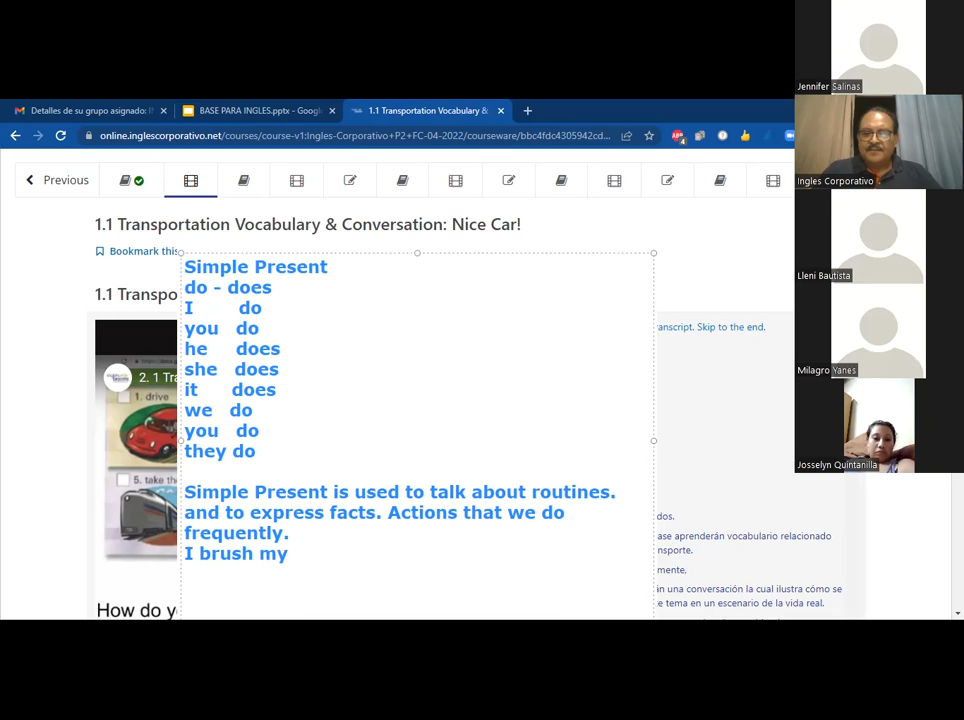 Detalles de su grupo asignado: I
BASE PARA INGLES.pptx - Google
1.1 Transportation Vocabulary &
online.inglescorporativo.net/courses/course-v1:Ingles-Corporativo+P2+FC-04-2022/courseware/bbc4fdc4305942cd...
Previous
1.1 Transportation Vocabulary & Conversation: Nice Car!
Bookmark this
1.1 Transpo
anscript. Skip to the end.
2. 1 Tra
1. drive
5. take the
How do y
Simple Present
do - does
I do
you do
he does
she does
it does
we do
you do
they do
Simple Present is used to talk about routines.
and to express facts. Actions that we do
frequently.
I brush my
dos.
ase aprenderán vocabulario relacionado
nsporte.
mente,
án una conversación la cual ilustra cómo se
e tema en un escenario de la vida real.
Jennifer Salinas
Ingles Corporativo
Lleni Bautista
Milagro Yanes
Josselyn Quintanilla